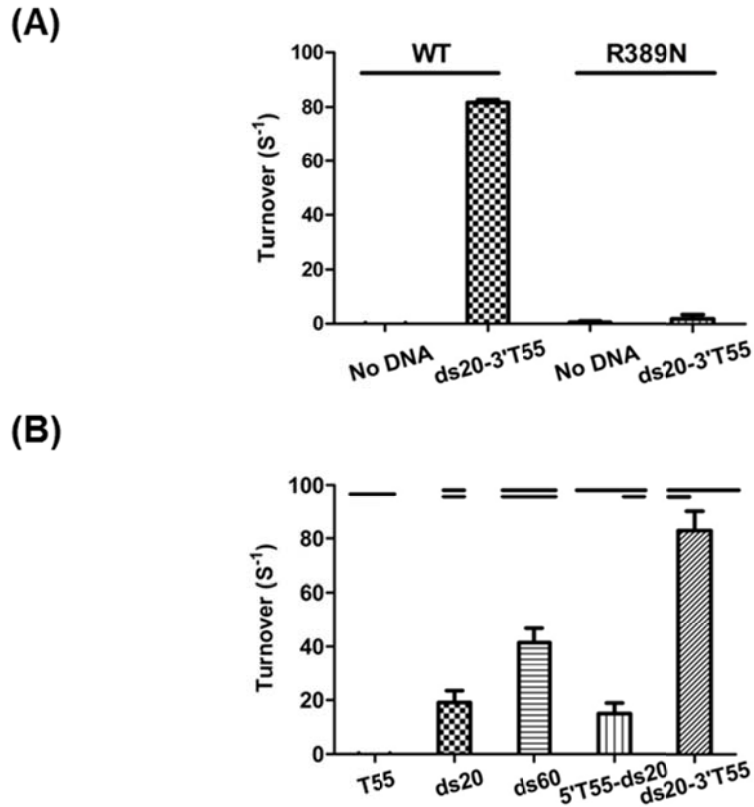 (A)
WT R389N
100
80
60
40
20
0
Turnover (S-1)
No DNA ds20-3'T55 No DNA ds20-3'T55
(B)
100
80
60
40
20
0
Turnover (S-1)
T55 ds20 ds60 5'T55-ds20 ds20-3'T55